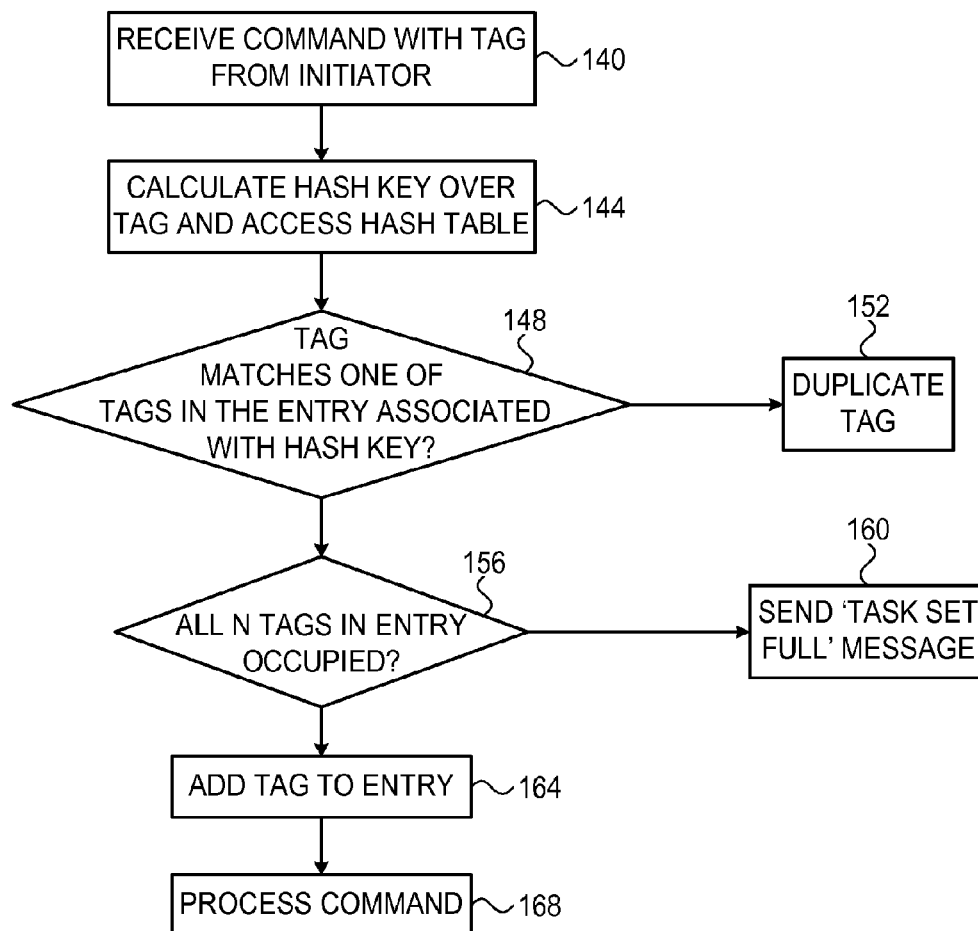 RECEIVE COMMAND WITH TAG
FROM INITIATOR
140
CALCULATE HASH KEY OVER
TAG AND ACCESS HASH TABLE
144
TAG
MATCHES ONE OF
TAGS IN THE ENTRY ASSOCIATED
WITH HASH KEY?
148
152
DUPLICATE
TAG
156
ALL N TAGS IN ENTRY
OCCUPIED?
160
SEND ‘TASK SET
FULL’ MESSAGE
ADD TAG TO ENTRY
164
PROCESS COMMAND
168